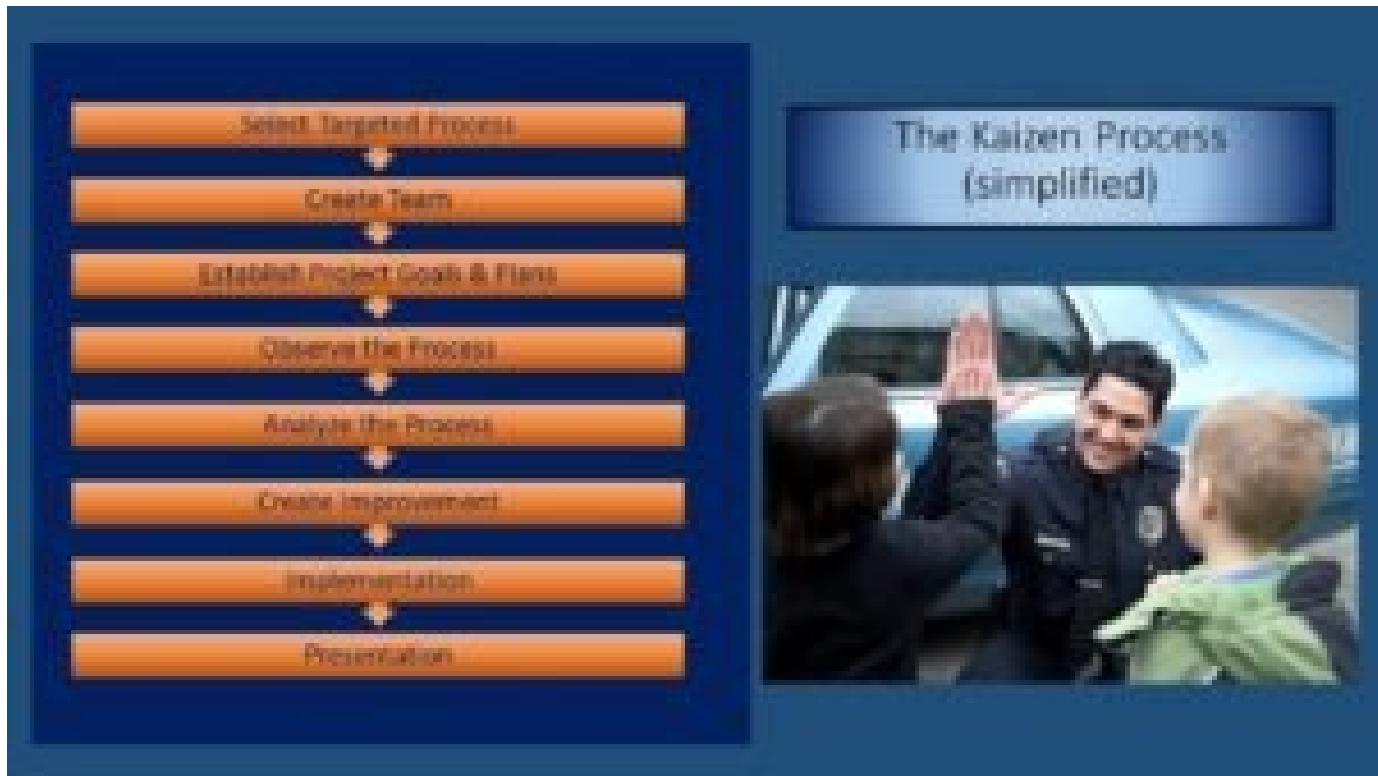 The Kaizen Process
(simplified)
Select Targeted Process
Create Team
Establish Project Goals & Plans
Observe the Process
Analyze the Process
Create Improvement
Implementation
Presentation